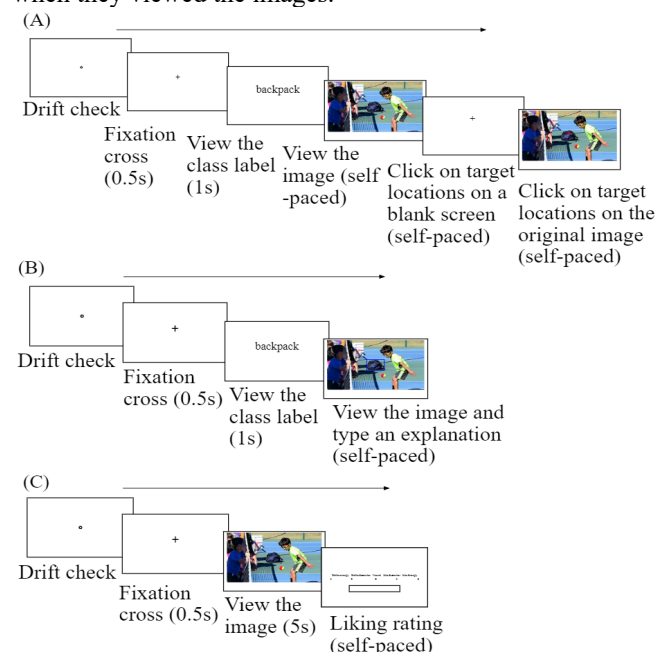 when they viewed the images.
(A)
backpack
Drift check
Fixation
cross
(0.5s)
View the
class label
(1s)
View the
image (self
-paced)
Click on target
locations on a
blank screen
(self-paced)
Click on target
locations on the
original image
(self-paced)
(B)
backpack
Drift check
Fixation
cross (0.5s)
View the
class label
(1s)
View the image and
type an explanation
(self-paced)
(C)
Drift check
Fixation
cross (0.5s)
View the
image (5s)
Liking rating
(self-paced)